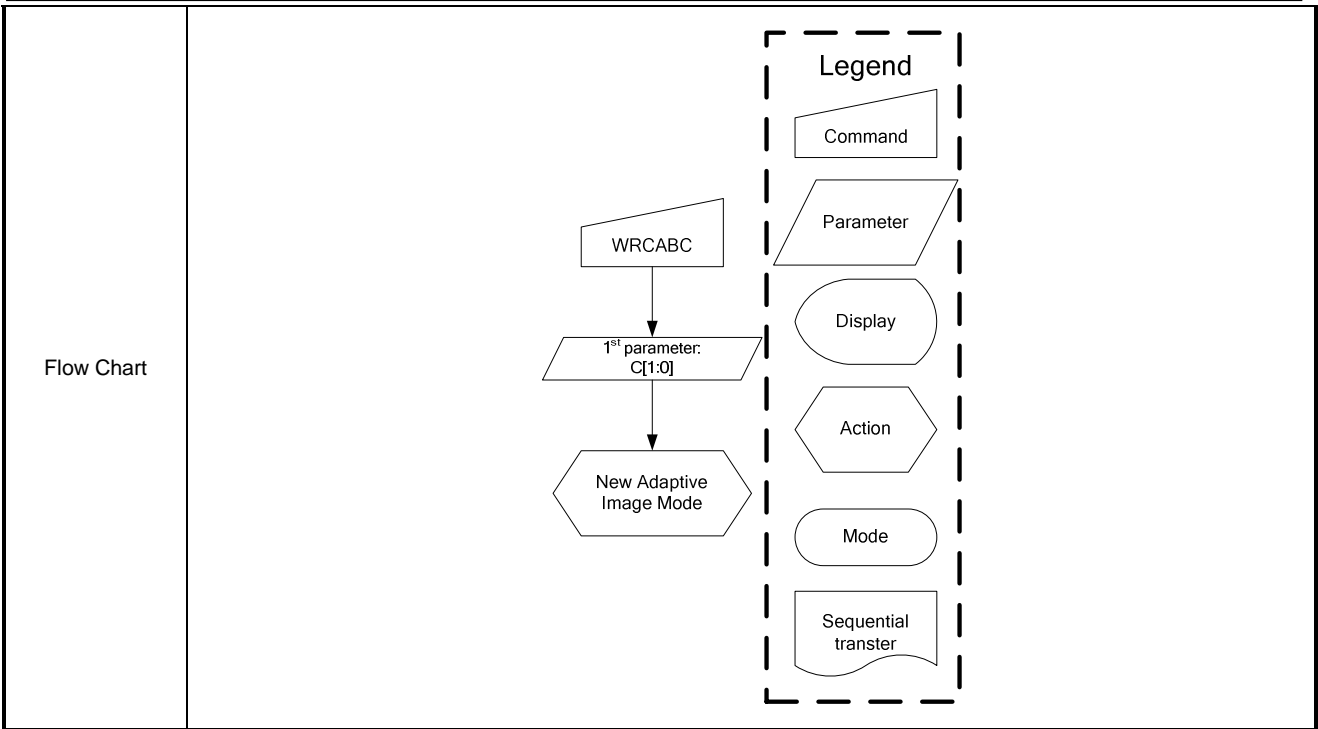 Flow Chart
WRCABC
1st parameter:
C[1:0]
New Adaptive
Image Mode
Legend
Command
Parameter
Display
Action
Mode
Sequential
transter